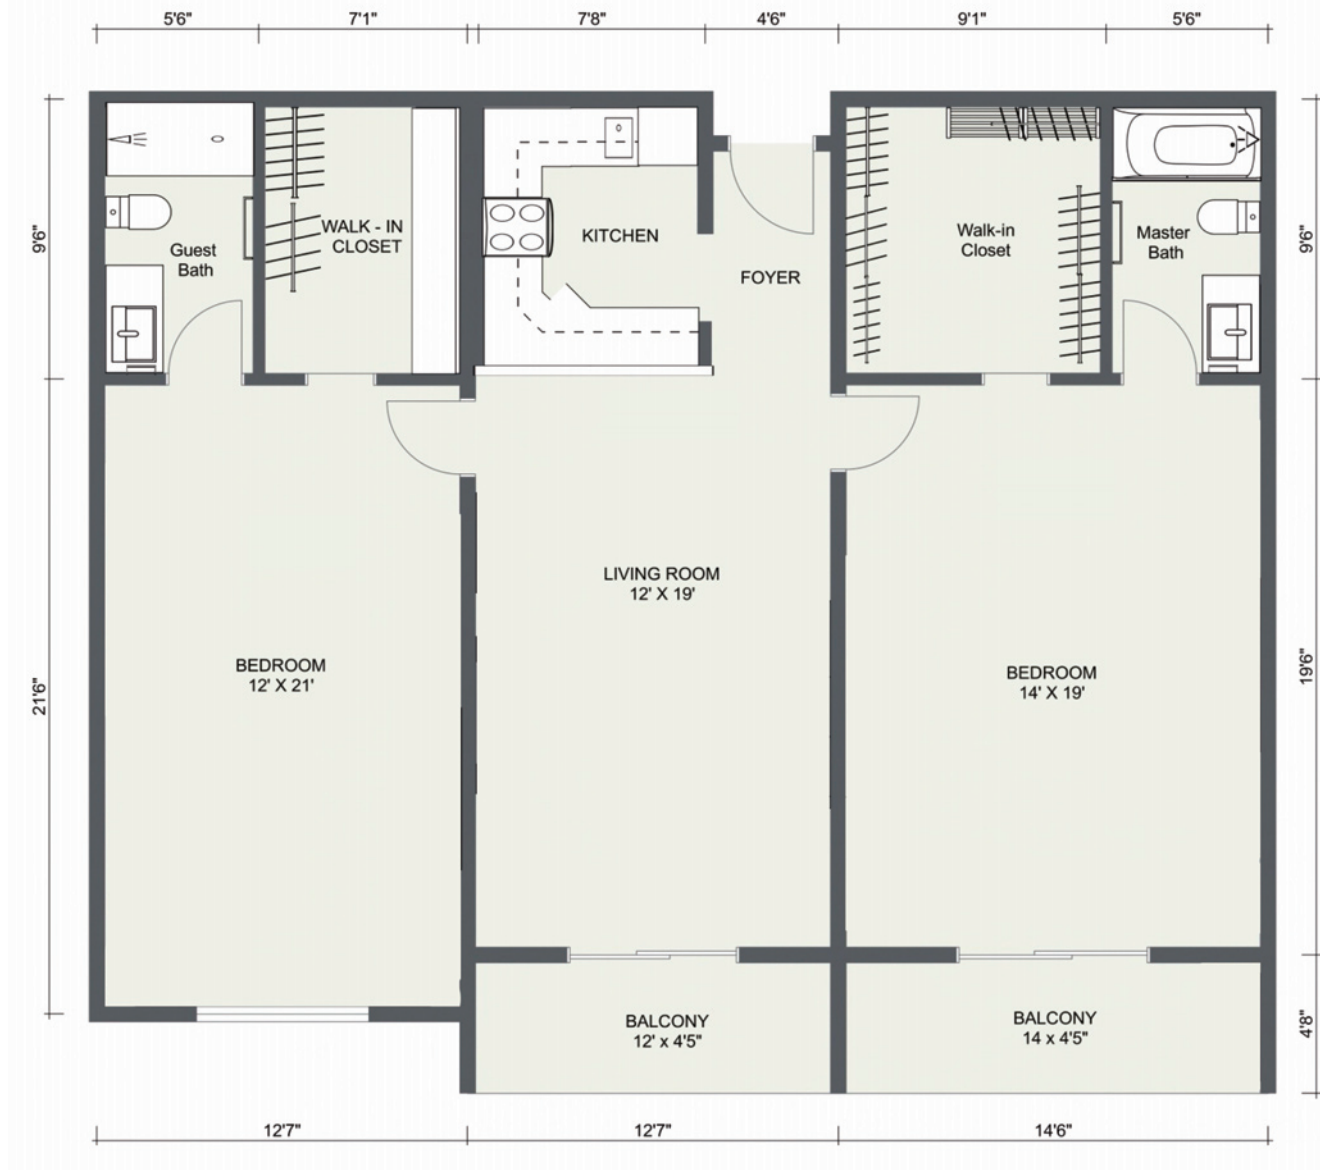 5'6"
7'1"
7'8"
4'6"
9'1"
5'6"
9'6"
Guest
Bath
WALK - IN
CLOSET
KITCHEN
FOYER
Walk-in
Closet
Master
Bath
9'6"
LIVING ROOM
12' X 19'
BEDROOM
12' X 21'
BEDROOM
14' X 19'
21'6"
19'6"
BALCONY
12' x 4'5"
BALCONY
14 x 4'5"
4'8"
12'7"
12'7"
14'6"